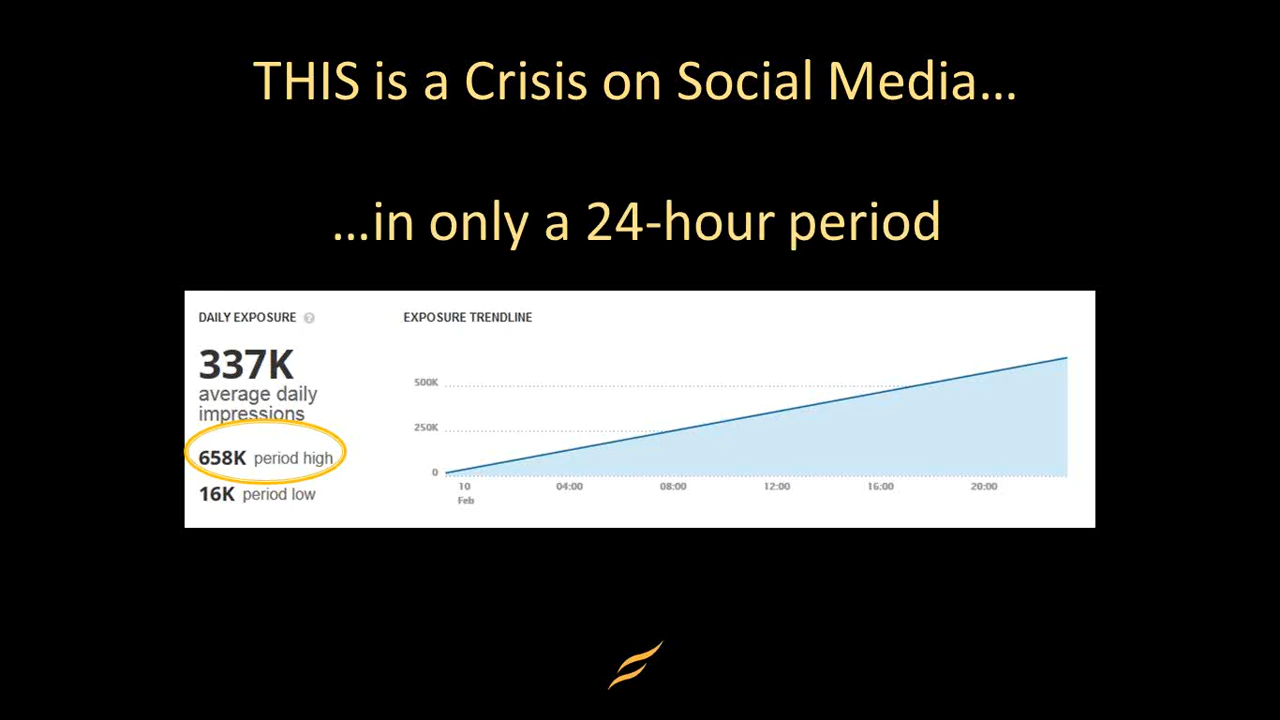 THIS is a Crisis on Social Media…
…in only a 24-hour period
DAILY EXPOSURE ?
337K
average daily
impressions
658K period high
16K period low
EXPOSURE TRENDLINE
500K
250K
0
10 04:00 08:00 12:00 16:00 20:00
Feb